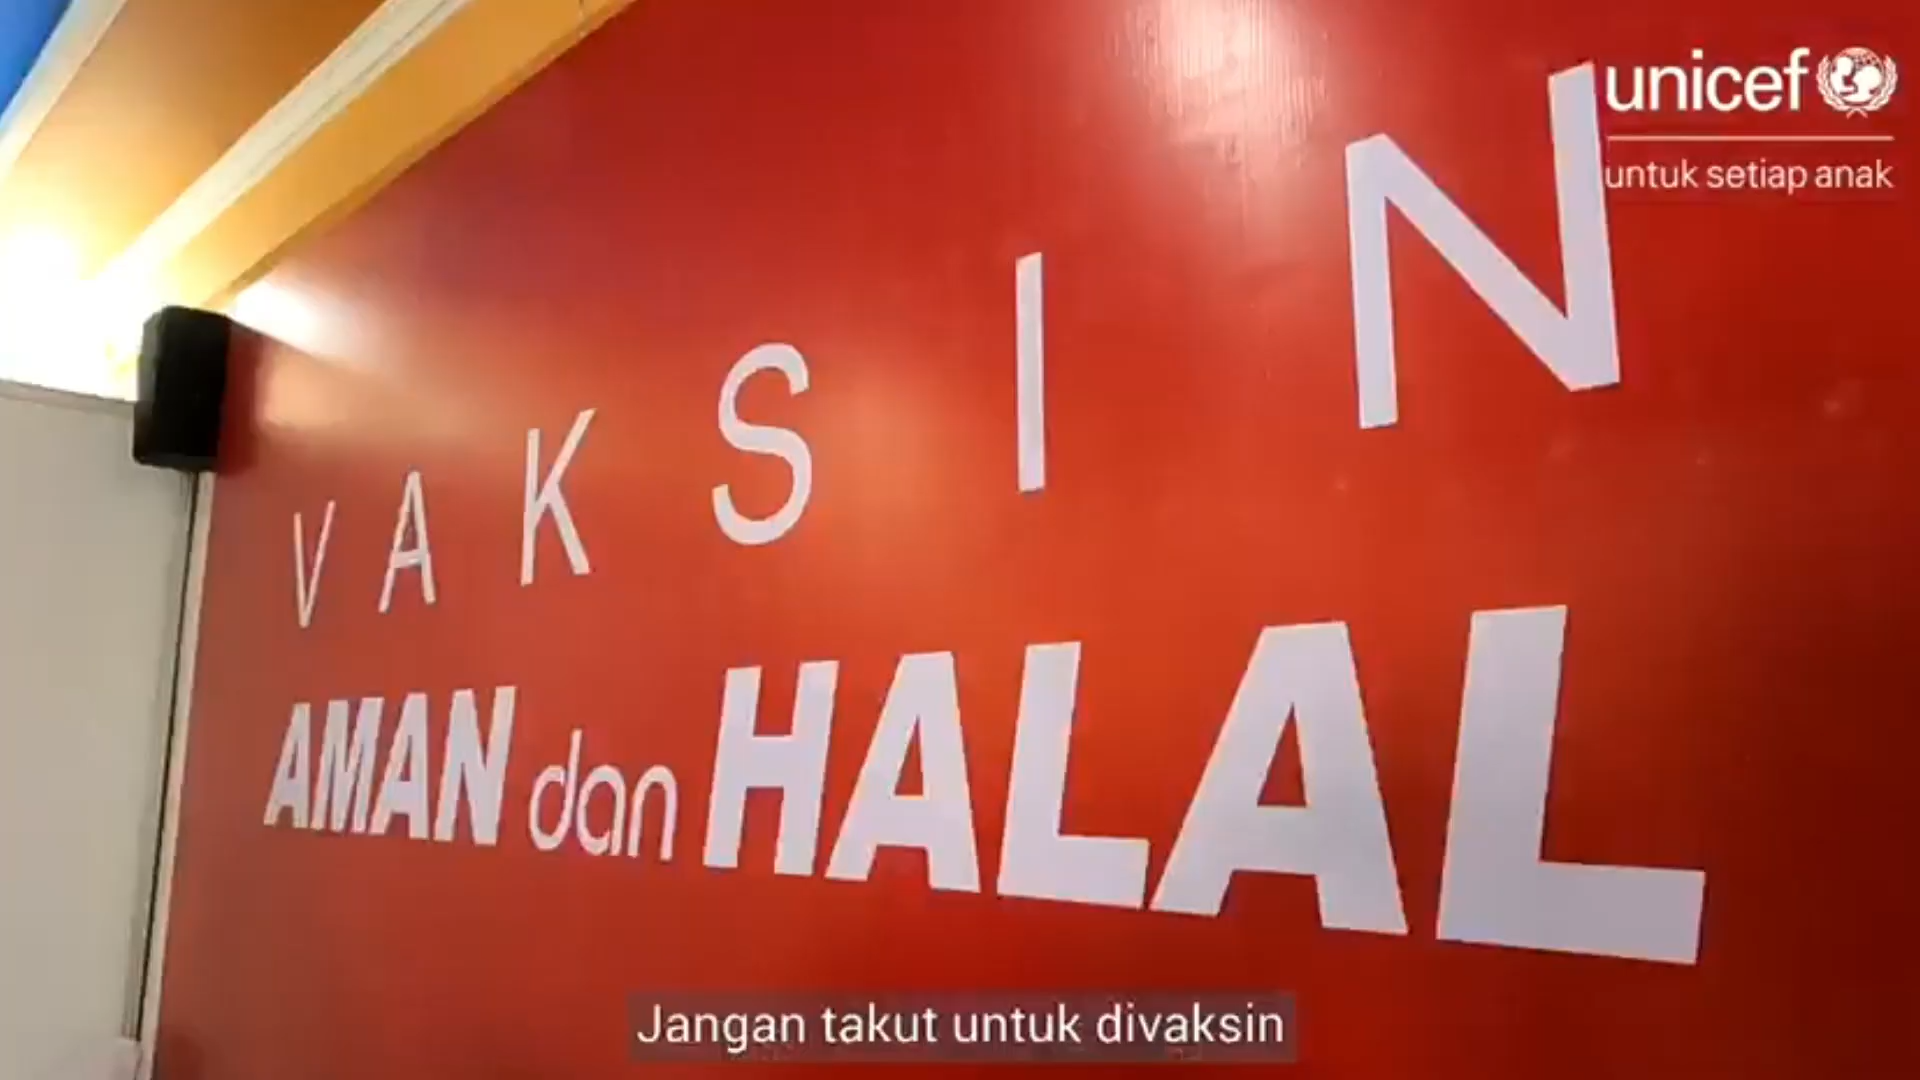 unicef
untuk setiap anak
VAKSIN
AMAN dan HALAL
Jangan takut untuk divaksin